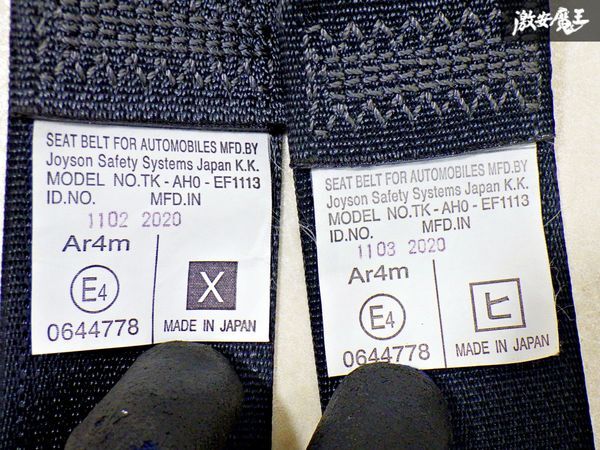 激安魔王
SEAT BELT FOR AUTOMOBILES MFD.BY
Joyson Safety Systems Japan K.K.
MODEL NO.TK - AH0 - EF1113
ID.NO. MFD.IN
1102 2020
Ar4m
E4
X
0644778
MADE IN JAPAN
SEAT BELT FOR AUTOMOBILES MFD.BY
Joyson Safety Systems Japan K.K.
MODEL NO.TK - AH0 - EF1113
ID.NO. MFD.IN
1103 2020
Ar4m
E4
ヒ
0644778
MADE IN JAPAN